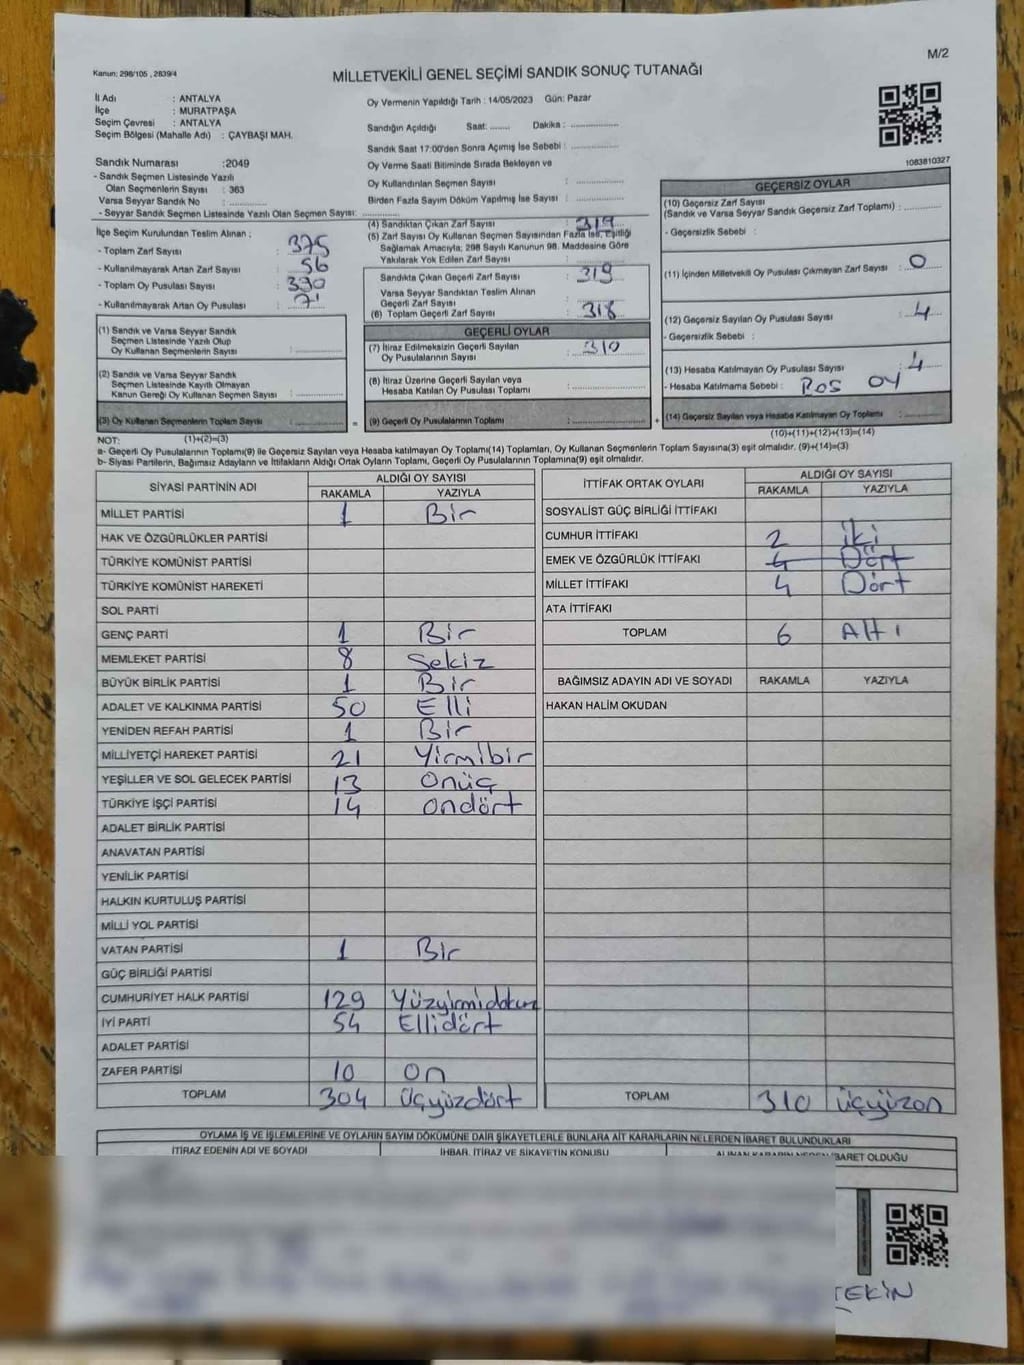 M/2
Kanun: 298/105 , 2839/4
MİLLETVEKİLİ GENEL SEÇİMİ SANDIK SONUÇ TUTANAĞI
İl Adı : ANTALYA
İlçe : MURATPAŞA
Seçim Çevresi : ANTALYA
Seçim Bölgesi (Mahalle Adı) : ÇAYBAŞI MAH.
Sandık Numarası :2049
- Sandık Seçmen Listesinde Yazılı
Olan Seçmenlerin Sayısı : 363
Varsa Seyyar Sandık No :
- Seyyar Sandık Seçmen Listesinde Yazılı Olan Seçmen Sayısı:
Oy Vermenin Yapıldığı Tarih : 14/05/2023 Gün: Pazar
Sandığın Açıldığı Saat: Dakika :
Sandık Saat 17:00'den Sonra Açımış İse Sebebi :
Oy Verme Saati Bitiminde Sırada Bekleyen ve
Oy Kullandırılan Seçmen Sayısı :
Birden Fazla Sayım Döküm Yapılmış İse Sayısı :
1083810327
İlçe Seçim Kurulundan Teslim Alınan ;
- Toplam Zarf Sayısı : 375
- Kullanılmayarak Artan Zarf Sayısı : 56
- Toplam Oy Pusulası Sayısı : 390
- Kullanılmayarak Artan Oy Pusulası : 71
(1) Sandık ve Varsa Seyyar Sandık
Seçmen Listesinde Yazılı Olup
Oy Kullanan Seçmenlerin Sayısı :
(2) Sandık ve Varsa Seyyar Sandık
Seçmen Listesinde Kayıtlı Olmayan
Kanun Gereği Oy Kullanan Seçmen Sayısı :
(3) Oy Kullanan Seçmenlerin Toplam Sayısı :
(4) Sandıktan Çıkan Zarf Sayısı : 319
(5) Zarf Sayısı Oy Kullanan Seçmen Sayısından Fazla İse, Eşitliği
Sağlamak Amacıyla; 298 Sayılı Kanunun 98. Maddesine Göre
Yakılarak Yok Edilen Zarf Sayısı :
Sandıkta Çıkan Geçerli Zarf Sayısı : 319
Varsa Seyyar Sandıktan Teslim Alınan
Geçerli Zarf Sayısı :
(6) Toplam Geçerli Zarf Sayısı : 318
GEÇERLİ OYLAR
(7) İtiraz Edilmeksizin Geçerli Sayılan
Oy Pusulalarının Sayısı : 310
(8) İtiraz Üzerine Geçerli Sayılan veya
Hesaba Katılan Oy Pusulası Toplamı :
= (9) Geçerli Oy Pusulalarının Toplamı :
GEÇERSİZ OYLAR
(10) Geçersiz Zarf Sayısı
(Sandık ve Varsa Seyyar Sandık Geçersiz Zarf Toplamı) :
- Geçersizlik Sebebi :
(11) İçinden Milletvekili Oy Pusulası Çıkmayan Zarf Sayısı : 0
(12) Geçersiz Sayılan Oy Pusulası Sayısı : 4
- Geçersizlik Sebebi :
(13) Hesaba Katılmayan Oy Pusulası Sayısı : 4
- Hesaba Katılmama Sebebi : BOŞ OY
+ (14) Geçersiz Sayılan veya Hesaba Katılmayan Oy Toplamı :
(10)+(11)+(12)+(13)=(14)
NOT: (1)+(2)=(3)
a- Geçerli Oy Pusulalarının Toplamı(9) ile Geçersiz Sayılan veya Hesaba katılmayan Oy Toplamı(14) Toplamları, Oy Kullanan Seçmenlerin Toplam Sayısına(3) eşit olmalıdır. (9)+(14)=(3)
b- Siyasi Partilerin, Bağımsız Adayların ve İttifakların Aldığı Ortak Oyların Toplamı, Geçerli Oy Pusulalarının Toplamına(9) eşit olmalıdır.
SİYASİ PARTİNİN ADI ALDIĞI OY SAYISI
RAKAMLA YAZIYLA
MİLLET PARTİSİ 1 Bir
HAK VE ÖZGÜRLÜKLER PARTİSİ
TÜRKİYE KOMÜNİST PARTİSİ
TÜRKİYE KOMÜNİST HAREKETİ
SOL PARTİ
GENÇ PARTİ 1 Bir
MEMLEKET PARTİSİ 8 Sekiz
BÜYÜK BİRLİK PARTİSİ 1 Bir
ADALET VE KALKINMA PARTİSİ 50 Elli
YENİDEN REFAH PARTİSİ 1 Bir
MİLLİYETÇİ HAREKET PARTİSİ 21 Yirmibir
YEŞİLLER VE SOL GELECEK PARTİSİ 13 Onüç
TÜRKİYE İŞÇİ PARTİSİ 14 Ondört
ADALET BİRLİK PARTİSİ
ANAVATAN PARTİSİ
YENİLİK PARTİSİ
HALKIN KURTULUŞ PARTİSİ
MİLLİ YOL PARTİSİ
VATAN PARTİSİ 1 Bir
GÜÇ BİRLİĞİ PARTİSİ
CUMHURİYET HALK PARTİSİ 129 Yüzyirmidokuz
İYİ PARTİ 54 Ellidört
ADALET PARTİSİ
ZAFER PARTİSİ 10 On
TOPLAM 304 Üçyüzdört
İTTİFAK ORTAK OYLARI ALDIĞI OY SAYISI
RAKAMLA YAZIYLA
SOSYALİST GÜÇ BİRLİĞİ İTTİFAKI
CUMHUR İTTİFAKI 2 İki
EMEK VE ÖZGÜRLÜK İTTİFAKI 4 Dört
MİLLET İTTİFAKI 4 Dört
ATA İTTİFAKI
TOPLAM 6 Altı
BAĞIMSIZ ADAYIN ADI VE SOYADI RAKAMLA YAZIYLA
HAKAN HALİM OKUDAN
TOPLAM 310 üçyüzon
OYLAMA İŞ VE İŞLEMLERİNE VE OYLARIN SAYIM DÖKÜMÜNE DAİR ŞİKAYETLERLE BUNLARA AİT KARARLARIN NELERDEN İBARET BULUNDUKLARI
İTİRAZ EDENİN ADI VE SOYADI İHBAR, İTİRAZ VE ŞİKAYETİN KONUSU İBARET OLDUĞU
TEKİN